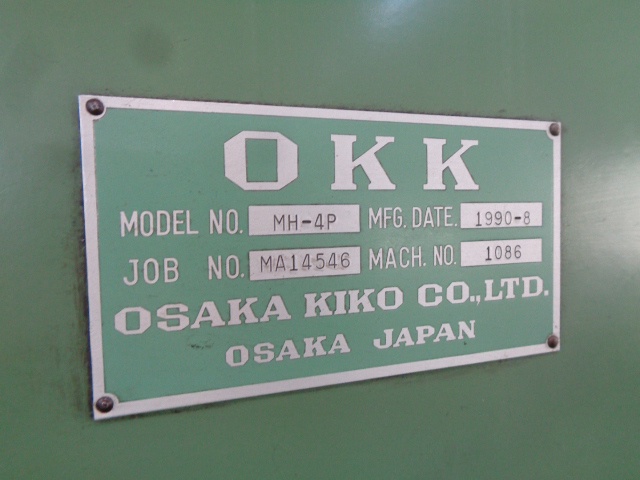 OKK
MODEL NO. MH-4P MFG. DATE. 1990-8
JOB NO. MA14546 MACH. NO. 1086
OSAKA KIKO CO., LTD.
OSAKA JAPAN